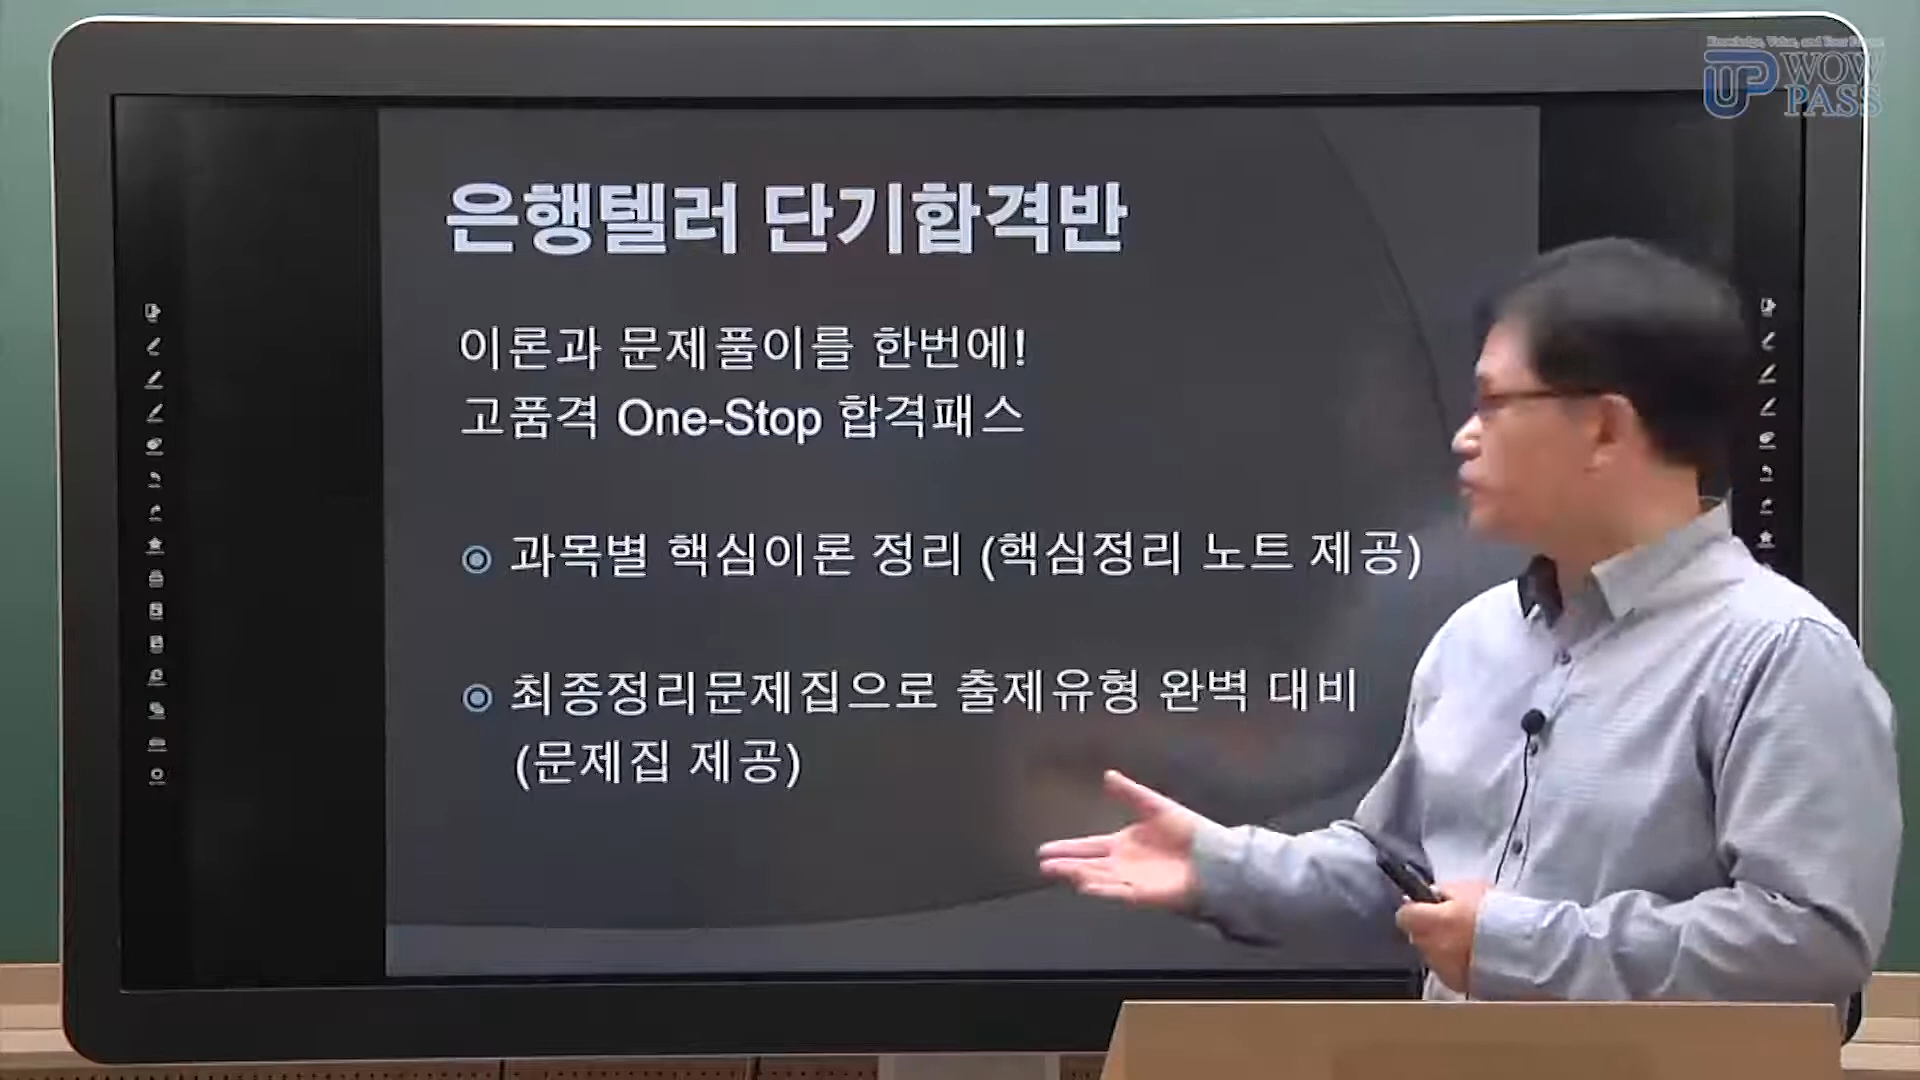 UP WOW
PASS
은행텔러 단기합격반
이론과 문제풀이를 한번에!
고품격 One-Stop 합격패스
과목별 핵심이론 정리 (핵심정리 노트 제공)
최종정리문제집으로 출제유형 완벽 대비
(문제집 제공)